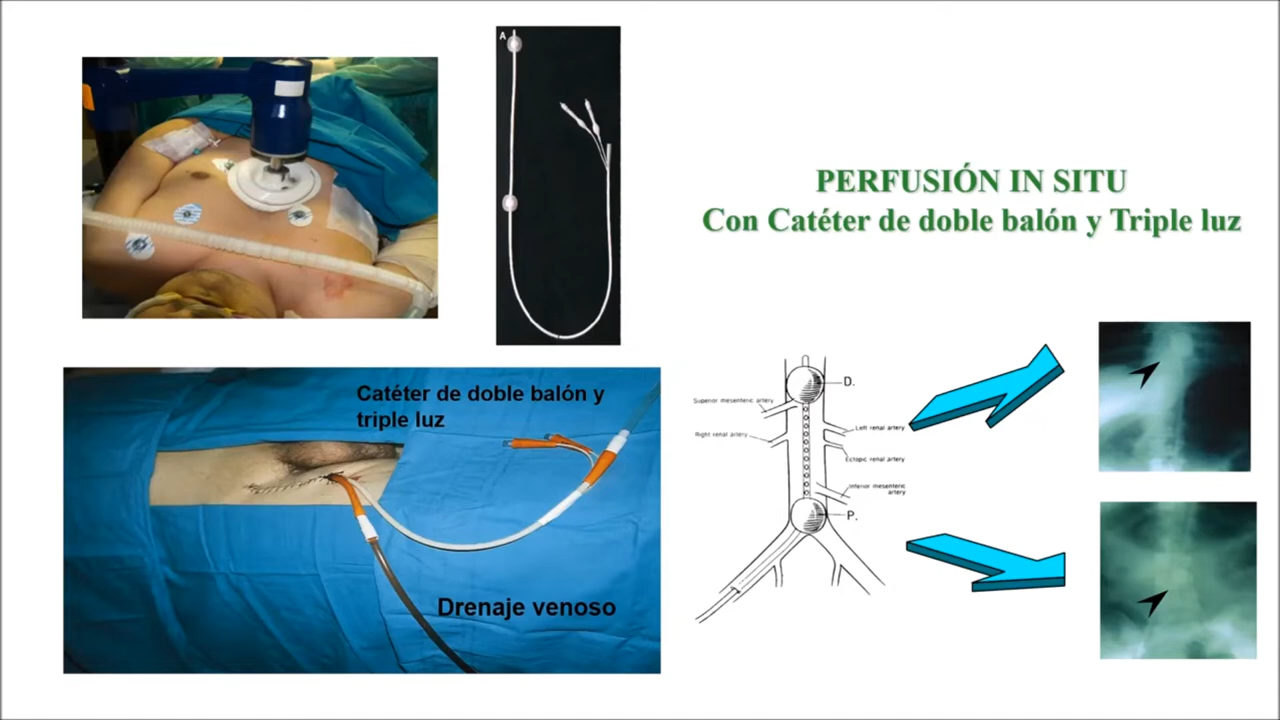 A
PERFUSIÓN IN SITU
Con Catéter de doble balón y Triple luz
Catéter de doble balón y
triple luz
Drenaje venoso
D.
Superior mesenteric artery
Left renal artery
Right renal artery
Ectopic renal artery
Inferior mesenteric
artery
P.